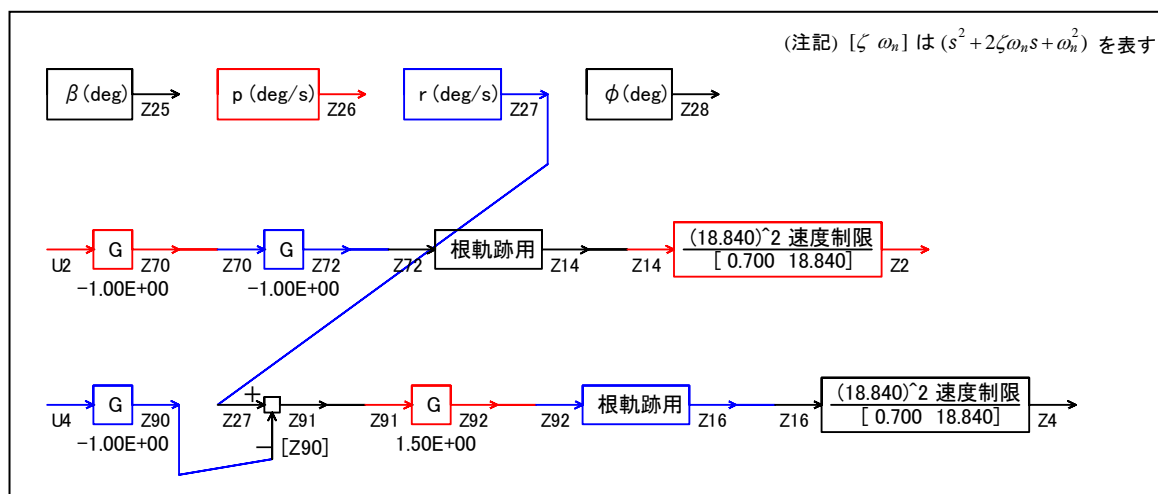 (注記) [ζ ωn] は (s^2+2ζωns+ωn^2) を表す
β(deg)
Z25
p(deg/s)
Z26
r(deg/s)
Z27
φ(deg)
Z28
U2
G
-1.00E+00
Z70
Z70
G
-1.00E+00
Z72
Z72
根軌跡用
Z14
Z14
(18.840)^2 速度制限
[ 0.700 18.840]
Z2
U4
G
-1.00E+00
Z90
Z27
+
−
[Z90]
Z91
Z91
G
1.50E+00
Z92
Z92
根軌跡用
Z16
Z16
(18.840)^2 速度制限
[ 0.700 18.840]
Z4